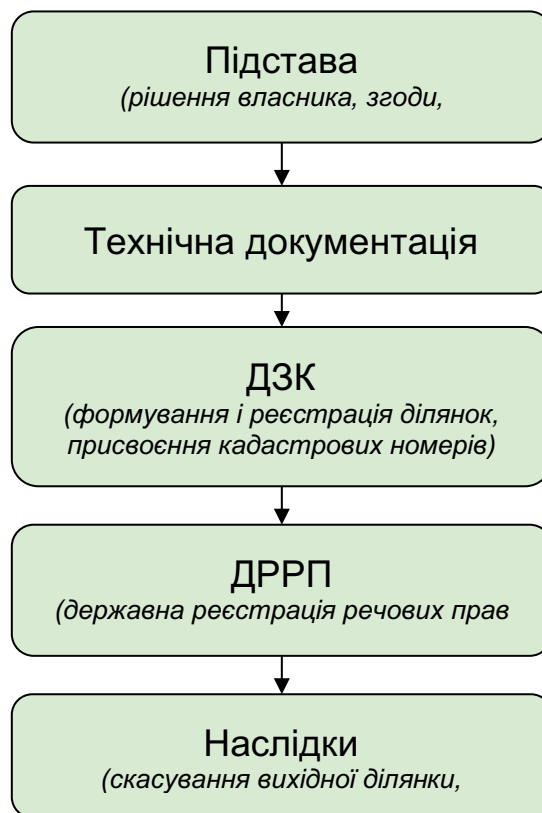 Підстава
(рішення власника, згоди,
Технічна документація
ДЗК
(формування і реєстрація ділянок,
присвоєння кадастрових номерів)
ДРРП
(державна реєстрація речових прав
Наслідки
(скасування вихідної ділянки,